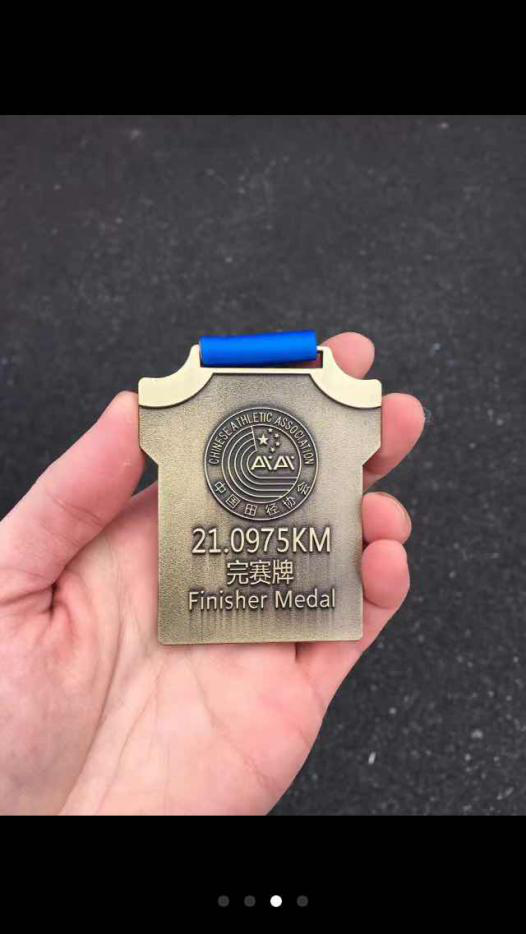 CHINESE ATHLETIC ASSOCIATION
中国田径协会
21.0975KM
完赛牌
Finisher Medal